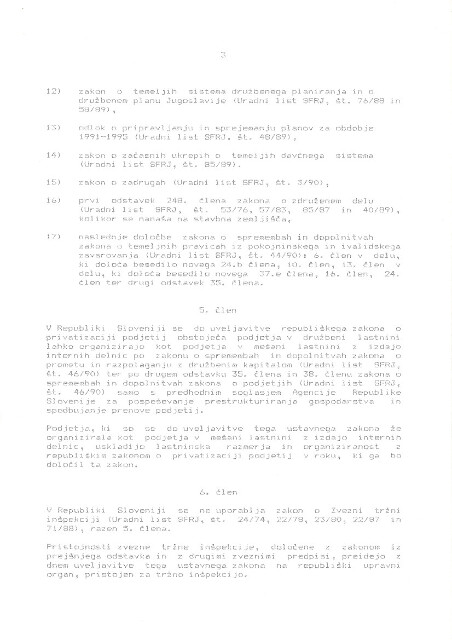 3
12) zakon o temeljih sistema družbenega planiranja in o
družbenem planu Jugoslavije (Uradni list SFRJ, št. 76/88 in
58/89),
13) odlok o pripravljanju in sprejemanju planov za obdobje
1991-1995 (Uradni list SFRJ, št. 48/89),
14) zakon o začasnih ukrepih o temeljih davčnega sistema
(Uradni list SFRJ, št. 85/89),
15) zakon o zadrugah (Uradni list SFRJ, št. 3/90),
16) prvi odstavek 248. člena zakona o združenem delu
(Uradni list SFRJ, št. 53/76, 57/83, 85/87 in 40/89),
kolikor se nanaša na stavbna zemljišča,
17) naslednje določbe zakona o spremembah in dopolnitvah
zakona o temeljnih pravicah iz pokojninskega in invalidskega
zavarovanja (Uradni list SFRJ, št. 44/90): 6. člen v delu,
ki določa besedilo novega 24.b člena, 10. člen, 13. člen v
delu, ki določa besedilo novega 37.e člena, 16. člen, 24.
člen ter drugi odstavek 35. člena.
5. člen
V Republiki Sloveniji se do uveljavitve republiškega zakona o
privatizaciji podjetij obstoječa podjetja v družbeni lastnini
lahko organizirajo kot podjetja v mešani lastnini z izdajo
internih delnic po zakonu o spremembah in dopolnitvah zakona o
prometu in razpolaganju z družbenim kapitalom (Uradni list SFRJ,
št. 46/90) ter po drugem odstavku 35. člena in 38. členu zakona o
spremembah in dopolnitvah zakona o podjetjih (Uradni list SFRJ,
št. 46/90) samo s predhodnim soglasjem Agencije Republike
Slovenije za pospeševanje prestrukturiranja gospodarstva in
spodbujanje prenove podjetij.
Podjetja, ki so se do uveljavitve tega ustavnega zakona že
organizirala kot podjetja v mešani lastnini z izdajo internih
delnic, uskladijo lastninska razmerja in organiziranost z
republiškim zakonom o privatizaciji podjetij v roku, ki ga bo
določil ta zakon.
6. člen
V Republiki Sloveniji se ne uporablja zakon o zvezni tržni
inšpekciji (Uradni list SFRJ, št. 24/74, 22/78, 23/80, 22/87 in
71/88), razen 5. člena.
Pristojnosti zvezne tržne inšpekcije, določene z zakonom iz
prejšnjega odstavka in z drugimi zveznimi predpisi, preidejo z
dnem uveljavitve tega ustavnega zakona na republiški upravni
organ, pristojen za tržno inšpekcijo.